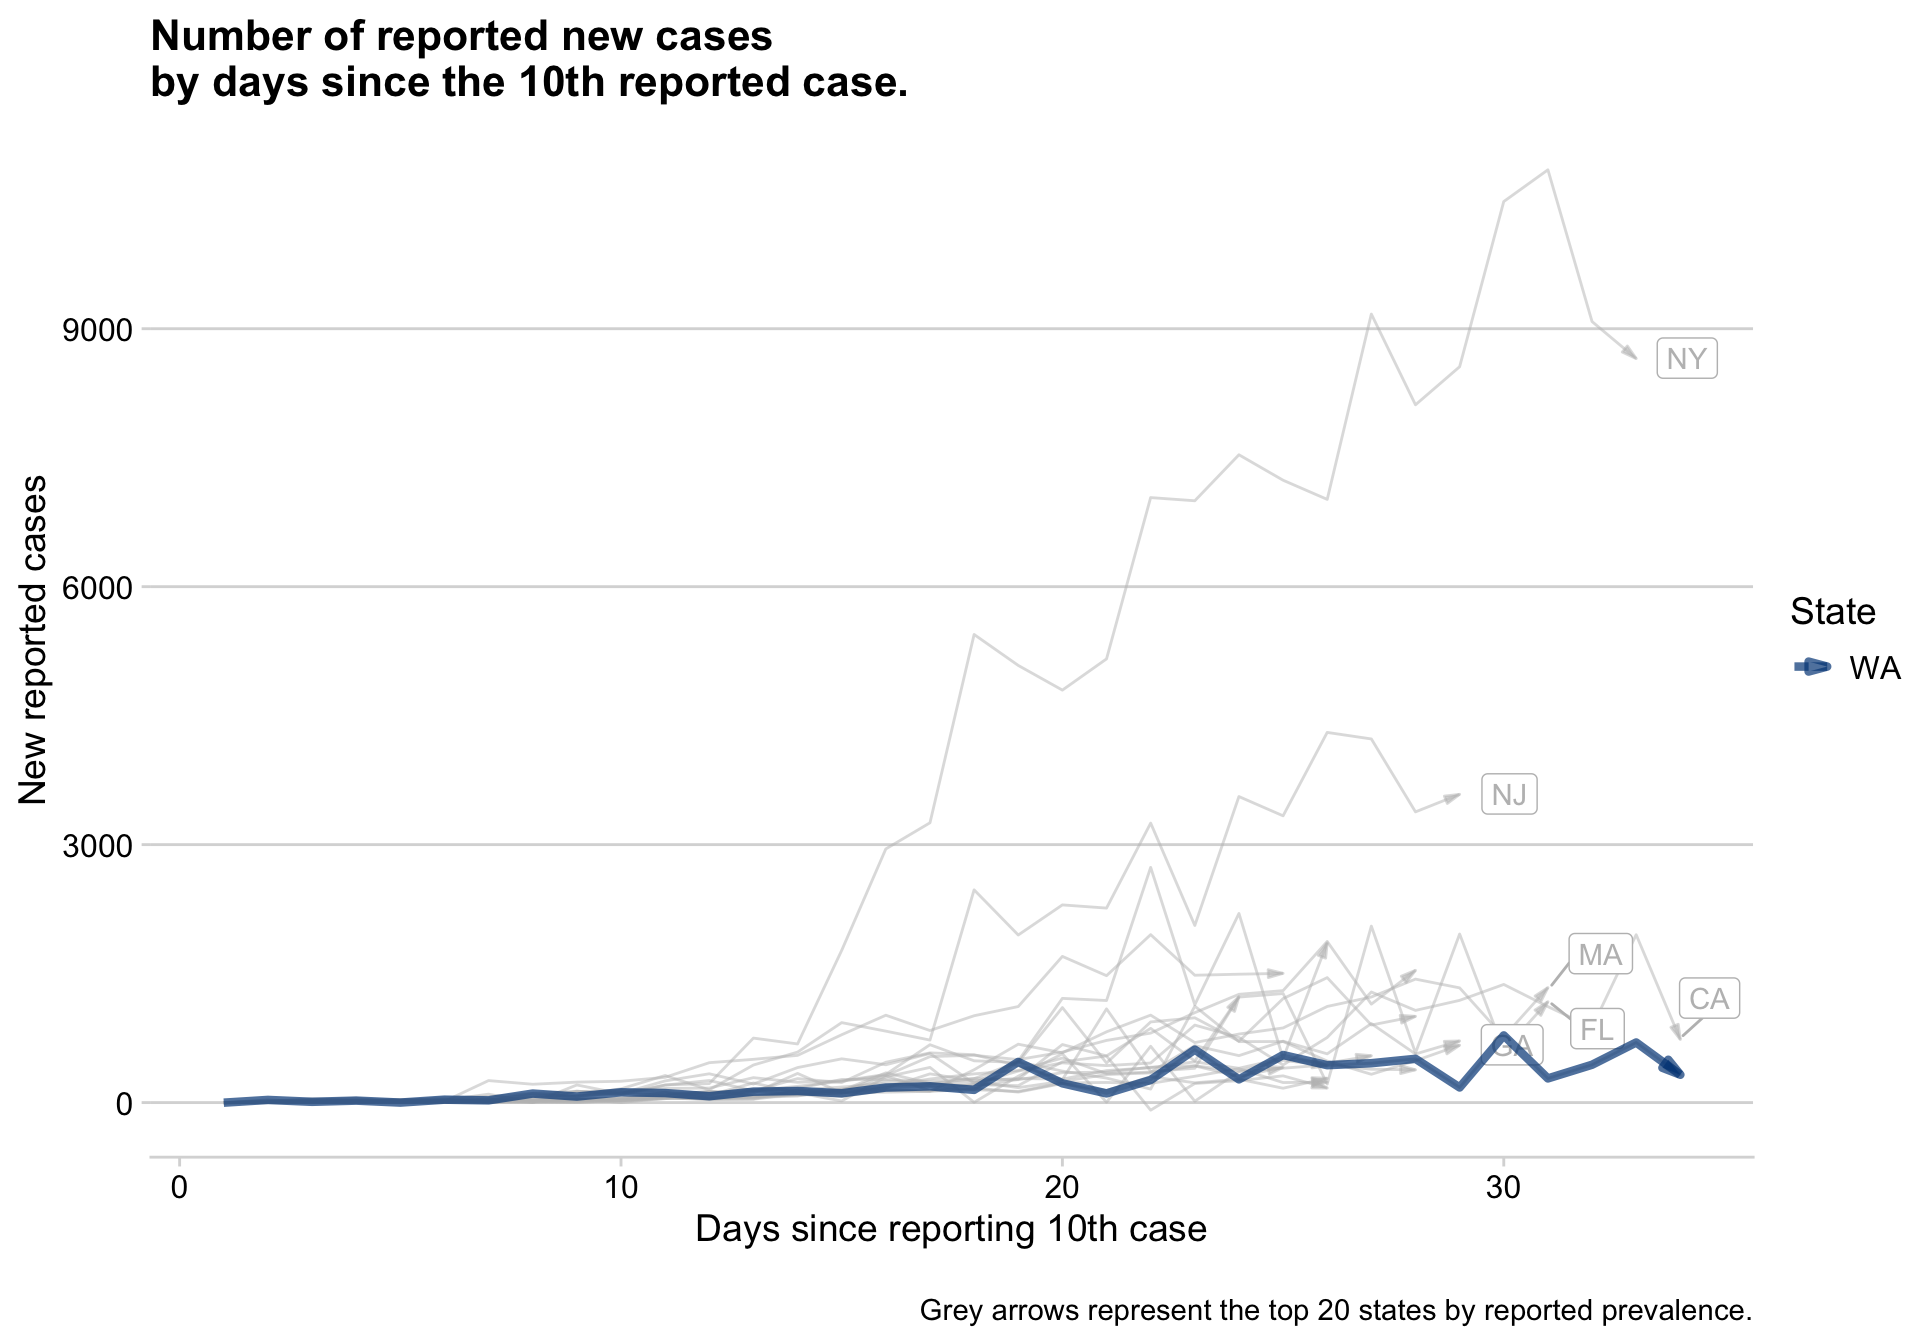 Number of reported new cases
by days since the 10th reported case.
New reported cases
9000
6000
3000
0
NY
NJ
MA
CA
FL
GA
State
WA
0
10
20
30
Days since reporting 10th case
Grey arrows represent the top 20 states by reported prevalence.